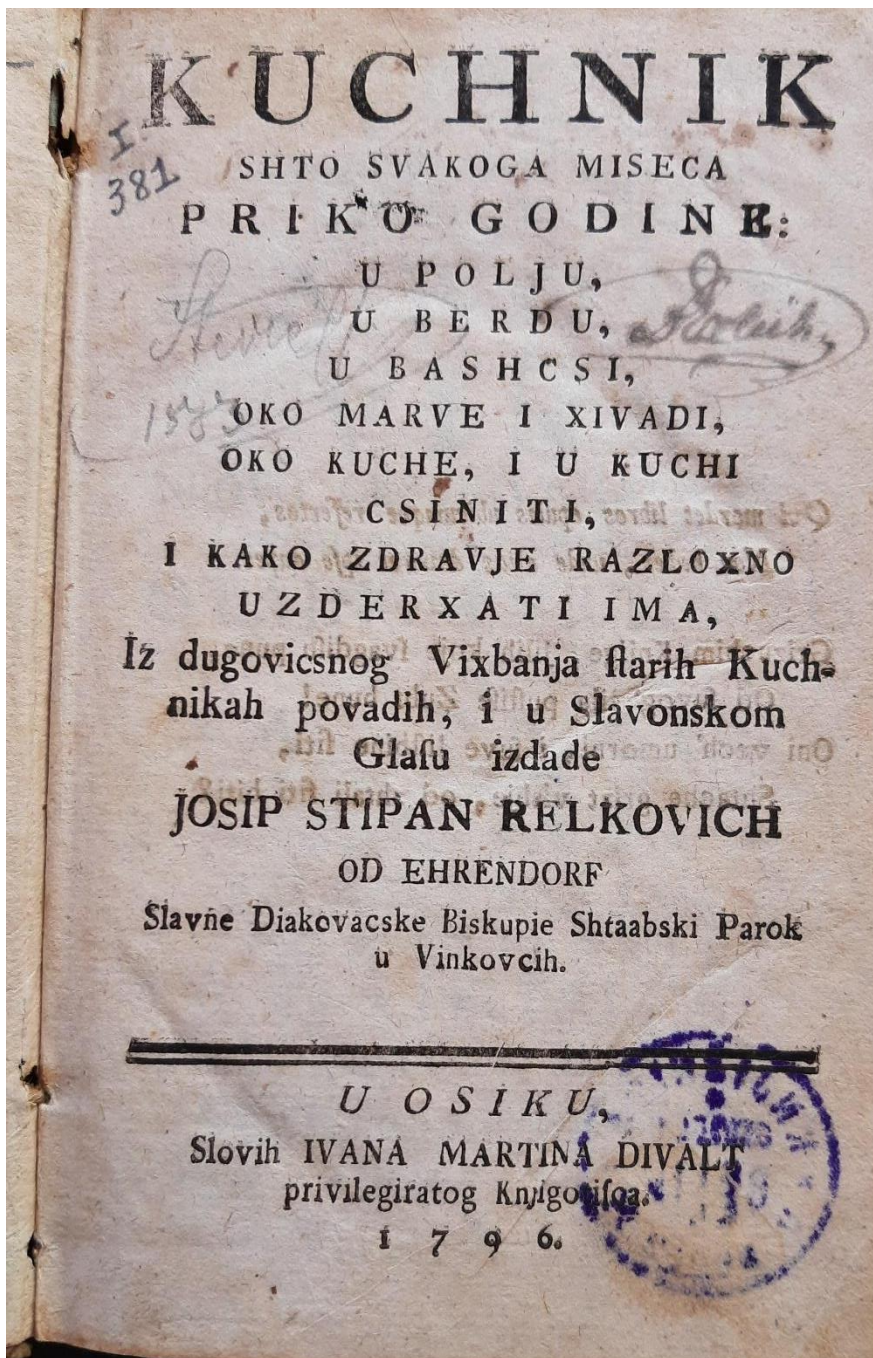 KUCHNIK
I.
381
SHTO SVAKOGA MISECA
PRIKO GODINE:
U POLJU,
U BERDU,
U BASHCSI,
OKO MARVE I XIVADI,
OKO KUCHE, I U KUCHI
CSINITI,
I KAKO ZDRAVJE RAZLOXNO
UZDERXATI IMA,
Iz dugovicsnog Vixbanja ſtarih Kuch-
nikah povadih, i u Slavonskom
Glaſu izdade
JOSIP STIPAN RELKOVICH
OD EHRENDORF
Slavne Diakovacske Biskupie Shtaabski Parok
u Vinkovcih.
U OSIKU,
Slovih IVANA MARTINA DIVALT
privilegiratog Knjigotiſca.
1796.